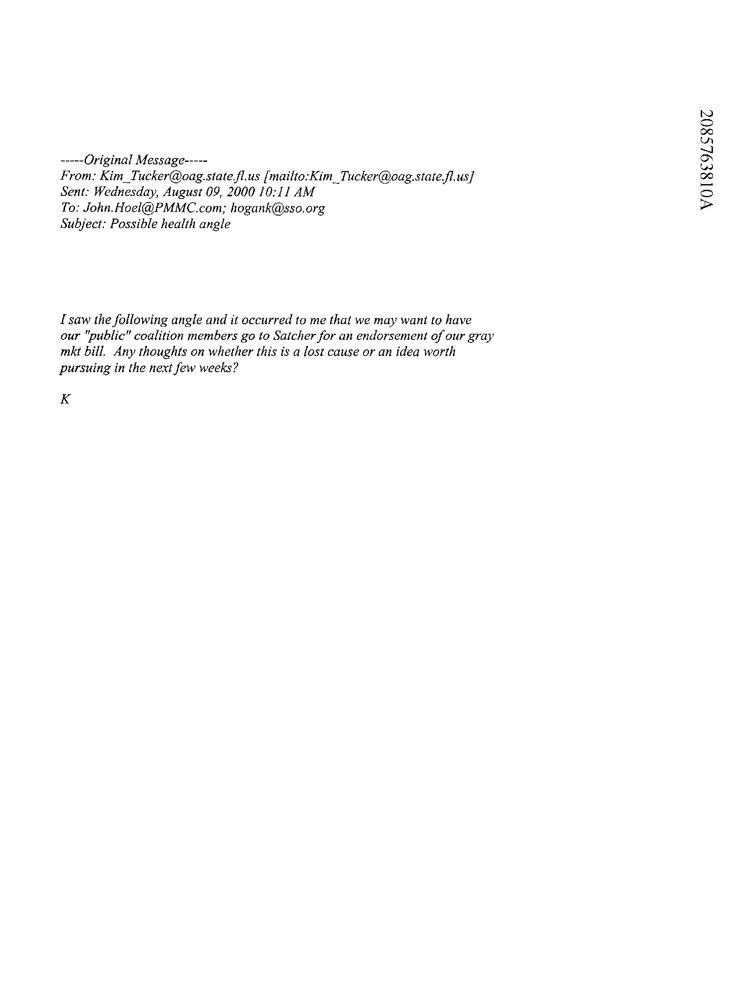 2085763810A
-----Original Message-----
From: Kim_Tucker@oag.state.fl.us [mailto:Kim_Tucker@oag.state.fl.us]
Sent: Wednesday, August 09, 2000 10:11 AM
To: John.Hoel@PMMC.com; hogank@sso.org
Subject: Possible health angle
I saw the following angle and it occurred to me that we may want to have
our "public" coalition members go to Satcher for an endorsement of our gray
mkt bill. Any thoughts on whether this is a lost cause or an idea worth
pursuing in the next few weeks?
K